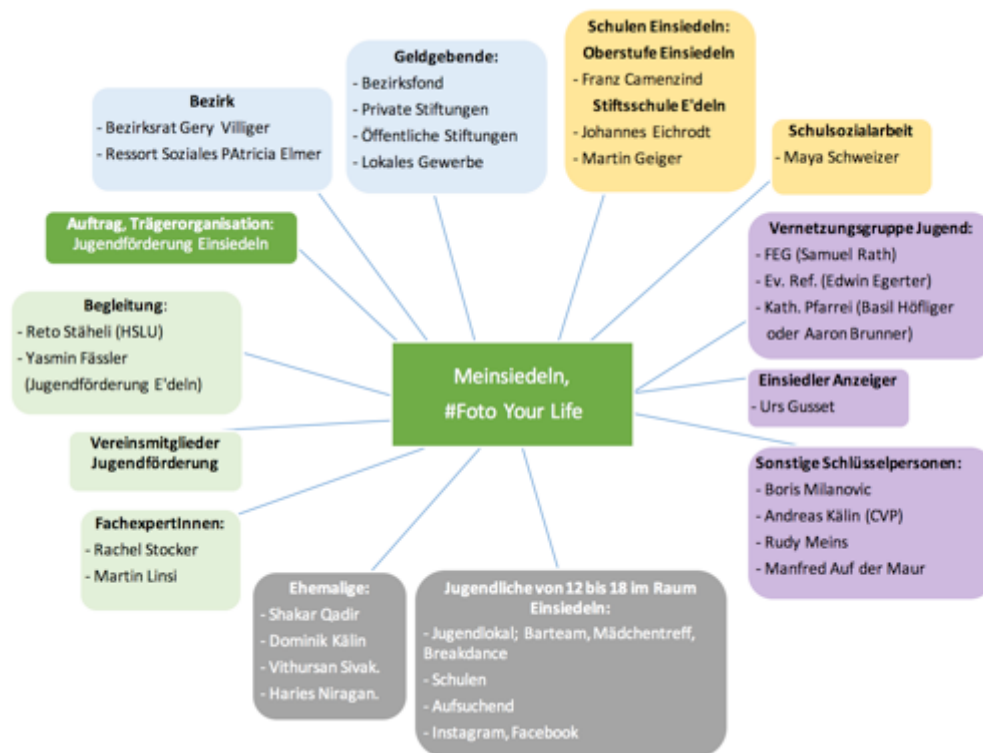 Schulen Einsiedeln:
Oberstufe Einsiedeln
- Franz Camenzind
Stiftsschule E'deln
- Johannes Eichrodt
- Martin Geiger
Geldgebende:
- Bezirksfond
- Private Stiftungen
- Öffentliche Stiftungen
- Lokales Gewerbe
Bezirk
- Bezirksrat Gery Villiger
- Ressort Soziales PAtricia Elmer
Schulsozialarbeit
- Maya Schweizer
Auftrag, Trägerorganisation:
Jugendförderung Einsiedeln
Vernetzungsgruppe Jugend:
- FEG (Samuel Rath)
- Ev. Ref. (Edwin Egerter)
- Kath. Pfarrei (Basil Höfliger
oder Aaron Brunner)
Begleitung:
- Reto Stäheli (HSLU)
- Yasmin Fässler
(Jugendförderung E'deln)
Meinsiedeln,
#Foto Your Life
Einsiedler Anzeiger
- Urs Gusset
Vereinsmitglieder
Jugendförderung
Sonstige Schlüsselpersonen:
- Boris Milanovic
- Andreas Kälin (CVP)
- Rudy Meins
- Manfred Auf der Maur
FachexpertInnen:
- Rachel Stocker
- Martin Linsi
Ehemalige:
- Shakar Qadir
- Dominik Kälin
- Vithursan Sivak.
- Haries Niragan.
Jugendliche von 12 bis 18 im Raum
Einsiedeln:
- Jugendlokal; Barteam, Mädchentreff,
Breakdance
- Schulen
- Aufsuchend
- Instagram, Facebook